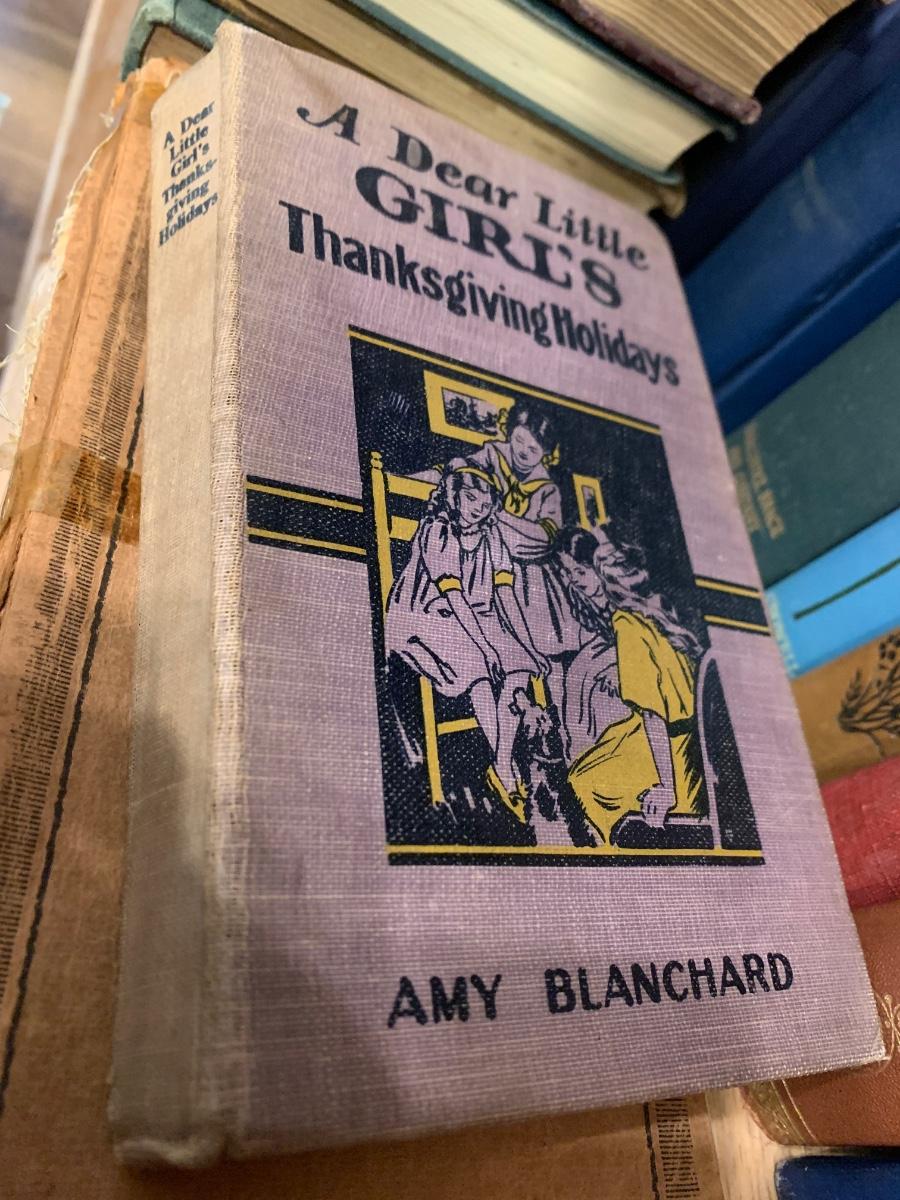 A Dear
Little
Girl's
Thanks-
giving
Holidays
A Dear Little
GIRL'S
Thanksgiving Holidays
AMY BLANCHARD